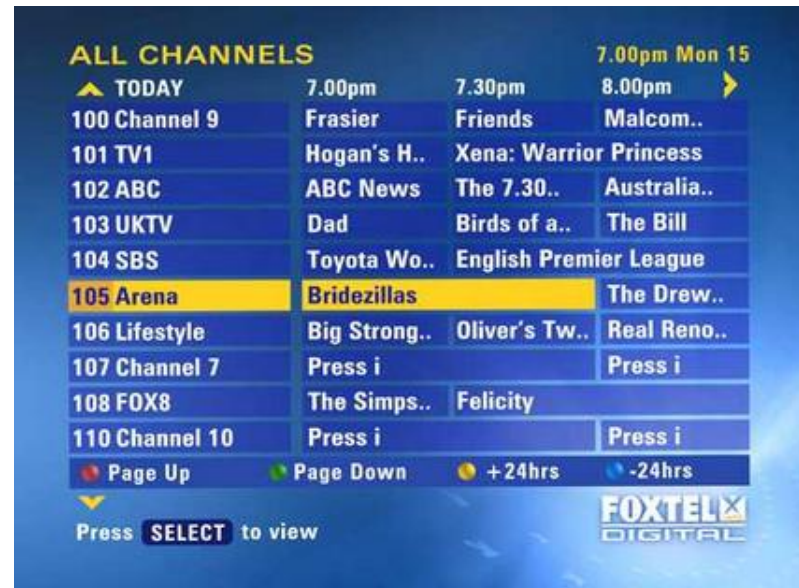 ALL CHANNELS 7.00pm Mon 15
TODAY 7.00pm 7.30pm 8.00pm
100 Channel 9 Frasier Friends Malcom..
101 TV1 Hogan's H.. Xena: Warrior Princess
102 ABC ABC News The 7.30.. Australia..
103 UKTV Dad Birds of a.. The Bill
104 SBS Toyota Wo.. English Premier League
105 Arena Bridezillas The Drew..
106 Lifestyle Big Strong.. Oliver's Tw.. Real Reno..
107 Channel 7 Press i Press i
108 FOX8 The Simps.. Felicity
110 Channel 10 Press i Press i
Page Up Page Down +24hrs -24hrs
Press SELECT to view
FOXTEL
DIGITAL